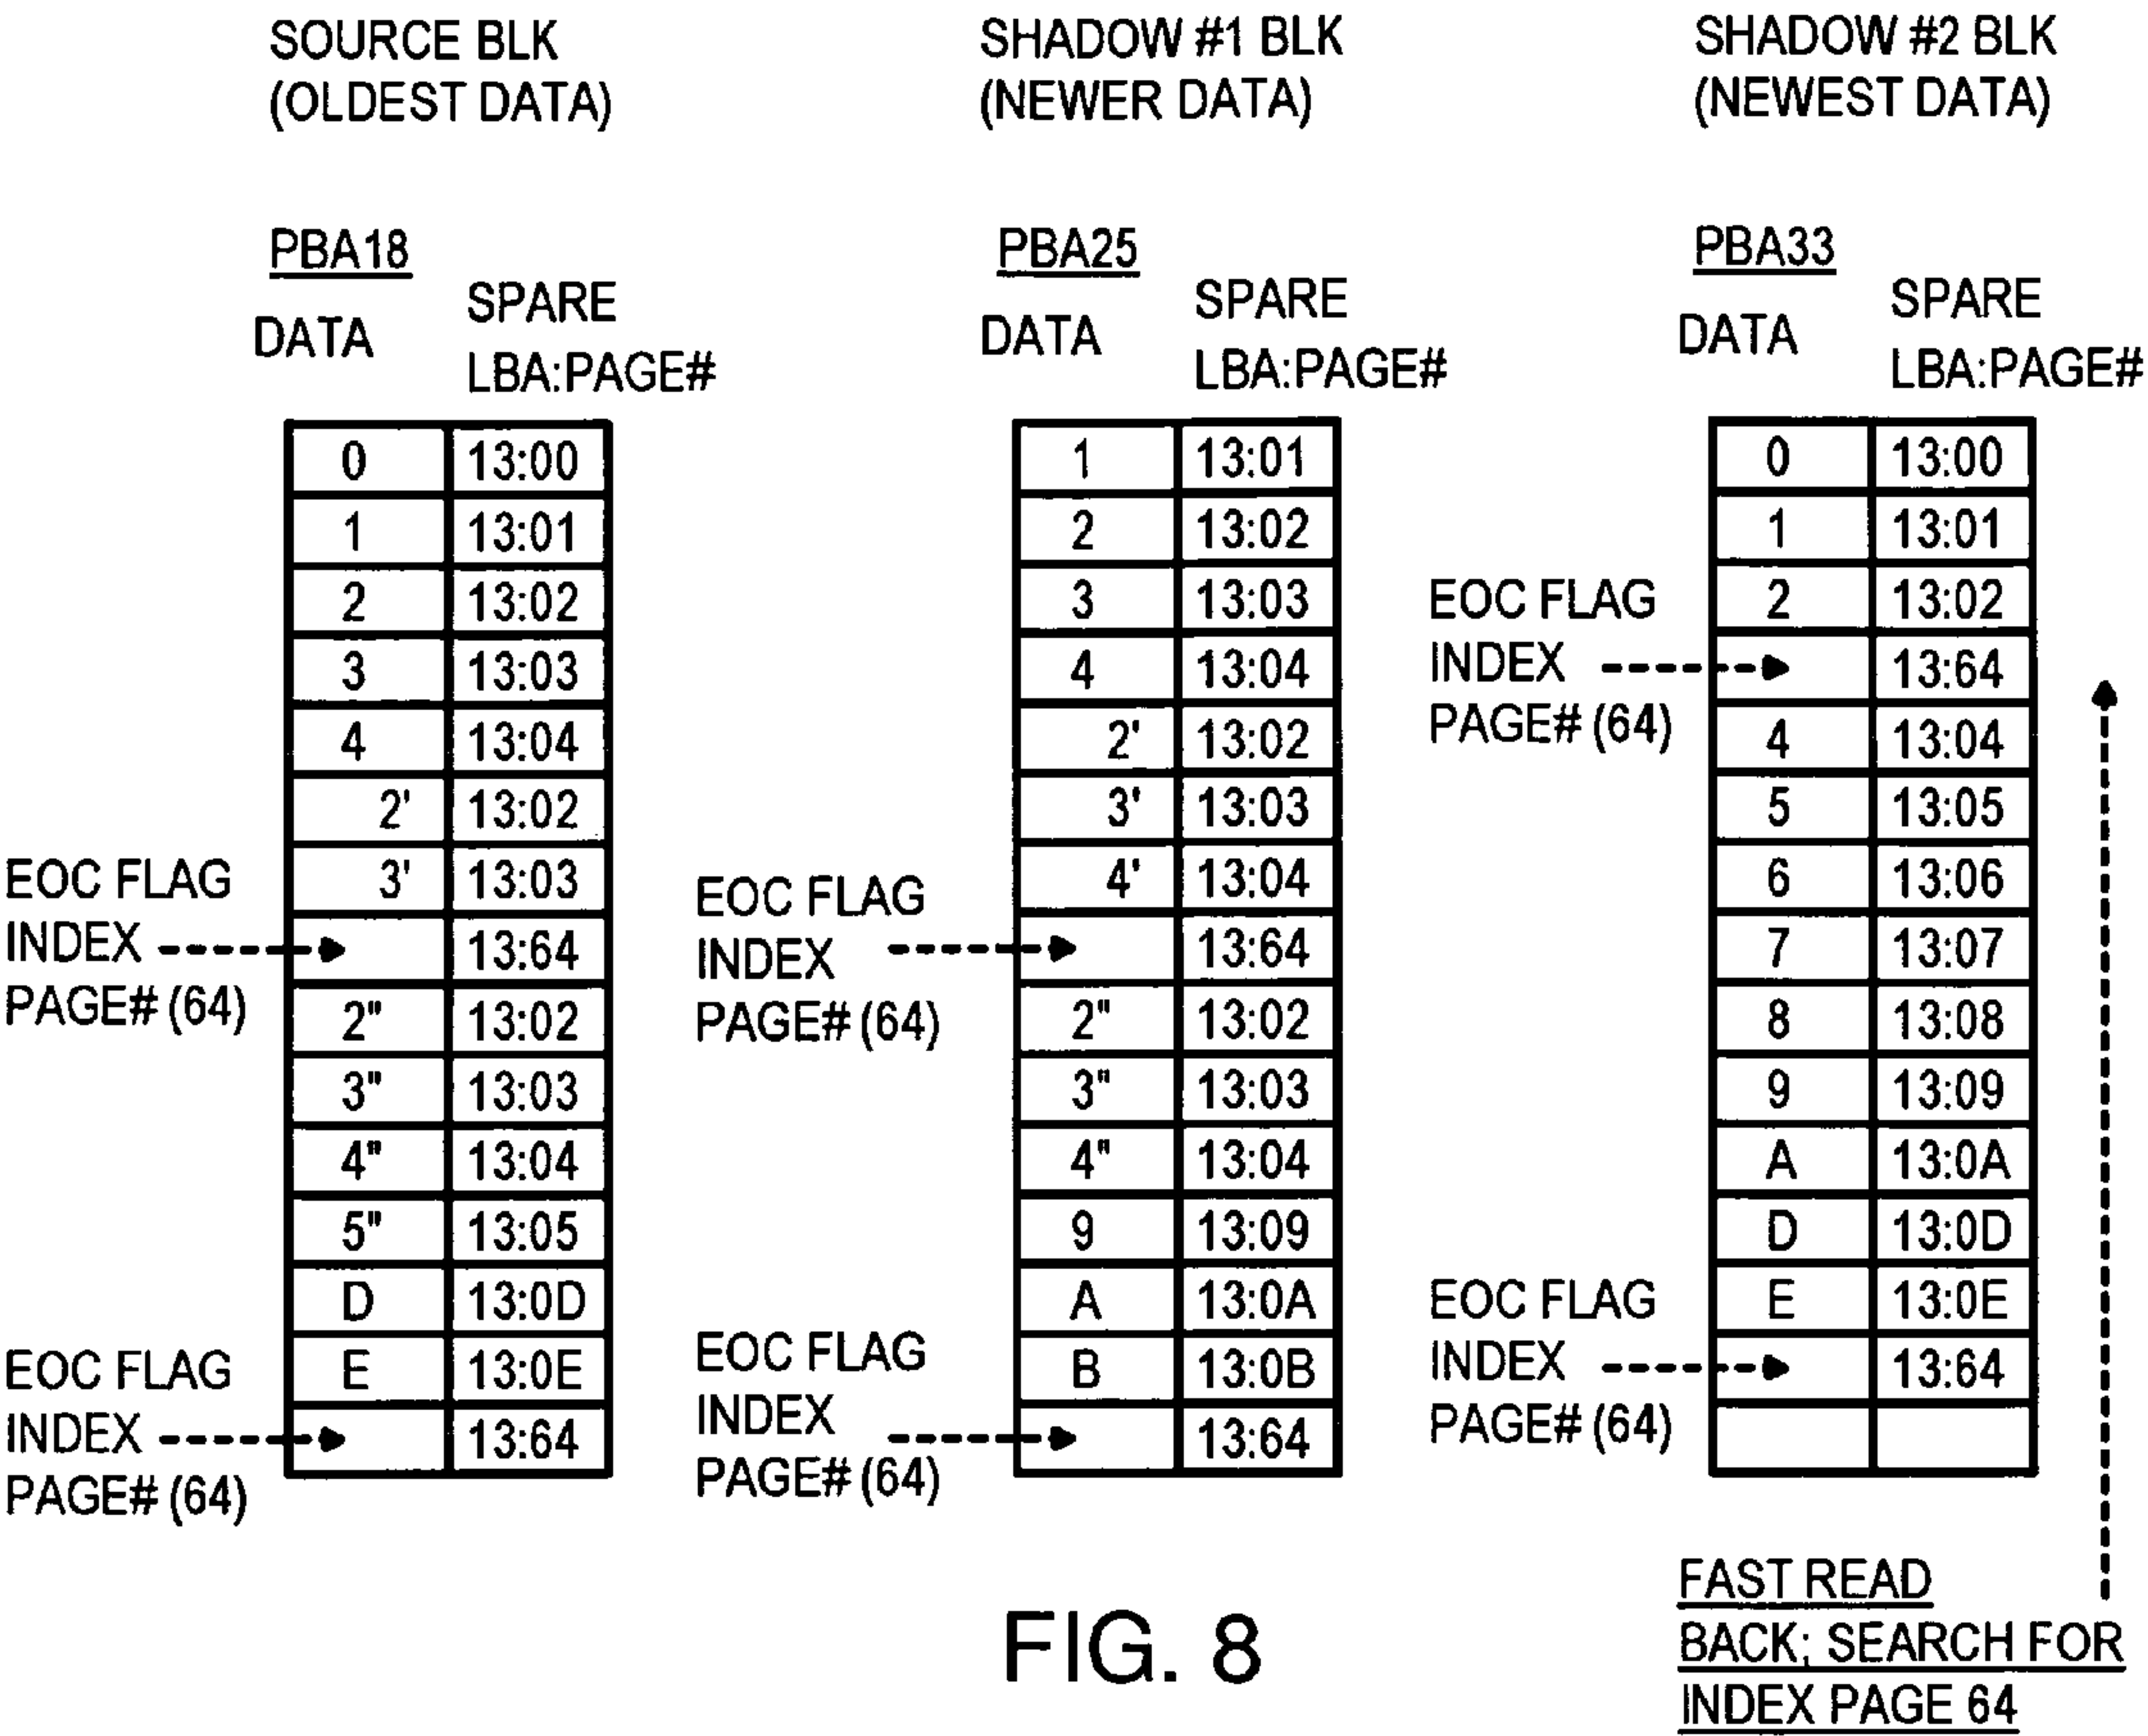 SOURCE BLK
(OLDEST DATA)
PBA18
DATA
SPARE
LBA:PAGE#
0 13:00
1 13:01
2 13:02
3 13:03
4 13:04
2' 13:02
3' 13:03
13:64
2" 13:02
3" 13:03
4" 13:04
5" 13:05
D 13:0D
E 13:0E
13:64
EOC FLAG
INDEX
PAGE# (64)
EOC FLAG
INDEX
PAGE# (64)
SHADOW #1 BLK
(NEWER DATA)
PBA25
DATA
SPARE
LBA:PAGE#
1 13:01
2 13:02
3 13:03
4 13:04
2' 13:02
3' 13:03
4' 13:04
13:64
2" 13:02
3" 13:03
4" 13:04
9 13:09
A 13:0A
B 13:0B
13:64
EOC FLAG
INDEX
PAGE# (64)
EOC FLAG
INDEX
PAGE# (64)
SHADOW #2 BLK
(NEWEST DATA)
PBA33
DATA
SPARE
LBA:PAGE#
0 13:00
1 13:01
2 13:02
13:64
4 13:04
5 13:05
6 13:06
7 13:07
8 13:08
9 13:09
A 13:0A
D 13:0D
E 13:0E
13:64
EOC FLAG
INDEX
PAGE# (64)
EOC FLAG
INDEX
PAGE# (64)
FAST READ
BACK; SEARCH FOR
INDEX PAGE 64
FIG. 8